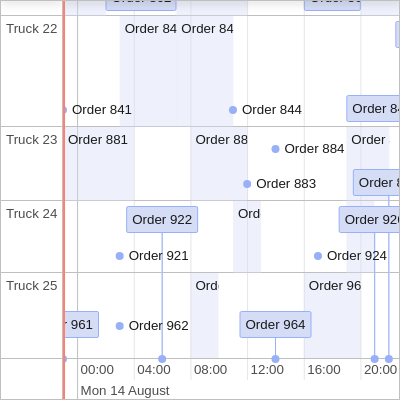 Truck 22
Order 84 Order 84
Order 841
Order 844
Order 84
Truck 23
Order 881
Order 88
Order
Order 884
Order 883
Order 8
Truck 24
Order 922
Ord
Order 920
Order 921
Order 924
Truck 25
Ord
Order 96
961
Order 962
Order 964
00:00 04:00 08:00 12:00 16:00 20:00
Mon 14 August